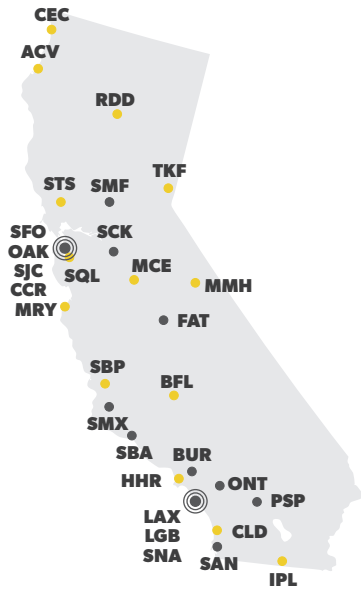 CEC
ACV
RDD
TKF
STS
SMF
SFO
OAK
SJC
CCR
MRY
SCK
SQL
MCE
MMH
FAT
SBP
BFL
SMX
SBA
BUR
HHR
ONT
PSP
LAX
LGB
SNA
CLD
SAN
IPL